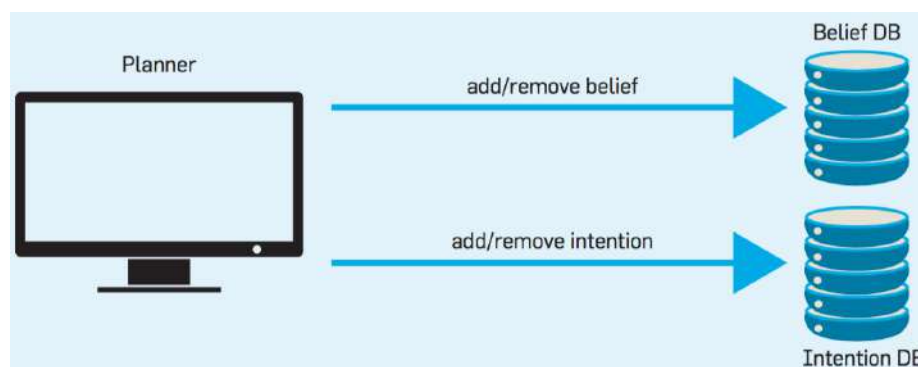 Belief DB
Planner
add/remove belief
add/remove intention
Intention DB